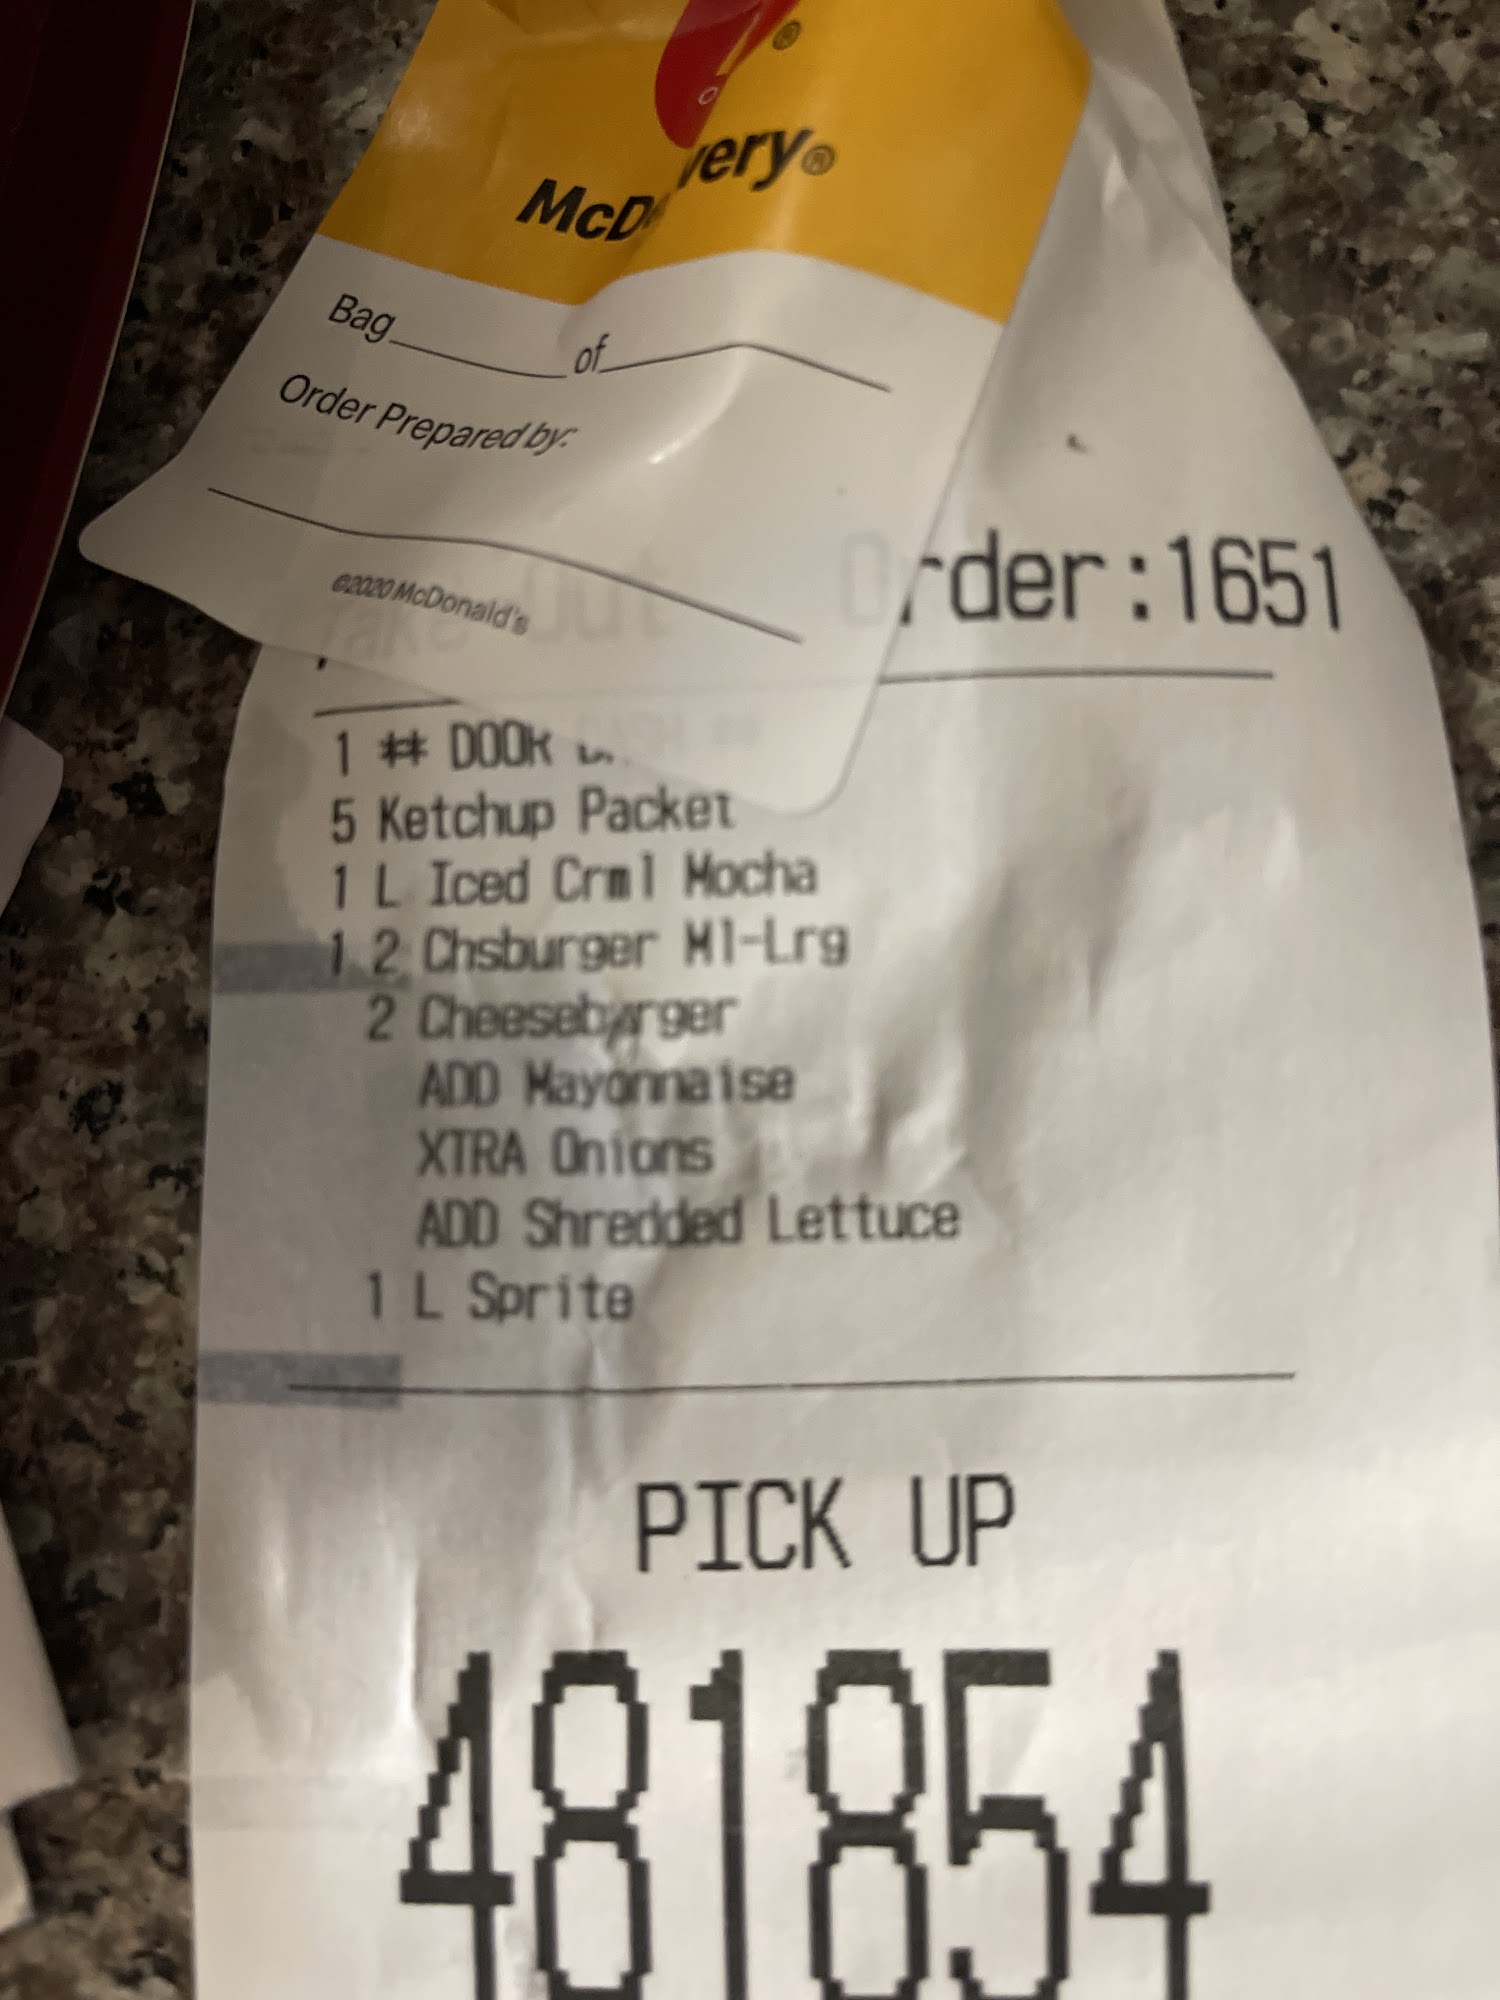 McD very®
Bag of
Order Prepared by:
©2020 McDonald's
Order:1651
1 ## DOOR
5 Ketchup Packet
1 L Iced Crml Mocha
1 2 Chsburger Ml-Lrg
2 Cheeseburger
ADD Mayonnaise
XTRA Onions
ADD Shredded Lettuce
1 L Sprite
PICK UP
481854